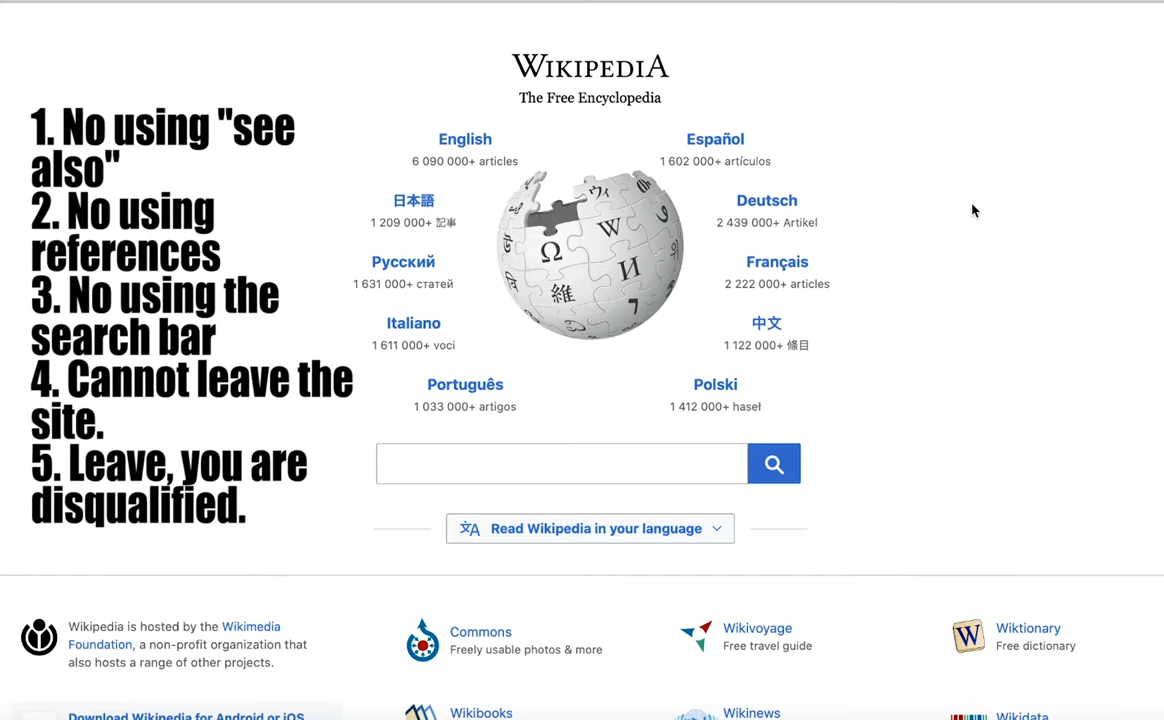 WIKIPEDIA
The Free Encyclopedia
1. No using "see
also"
2. No using
references
3. No using the
search bar
4. Cannot leave the
site.
5. Leave, you are
disqualified.
English
6 090 000+ articles
Español
1 602 000+ artículos
日本語
1 209 000+ 記事
Deutsch
2 439 000+ Artikel
Русский
1 631 000+ статей
Français
2 222 000+ articles
Italiano
1 611 000+ voci
中文
1 122 000+ 條目
Português
1 033 000+ artigos
Polski
1 412 000+ haseł
Ω
W
И
維
ウィ
Read Wikipedia in your language
Wikipedia is hosted by the Wikimedia
Foundation, a non-profit organization that
also hosts a range of other projects.
Commons
Freely usable photos & more
Wikivoyage
Free travel guide
W
Wiktionary
Free dictionary
Download Wikipedia for Android or iOS
Wikibooks
Wikinews
Wikidata